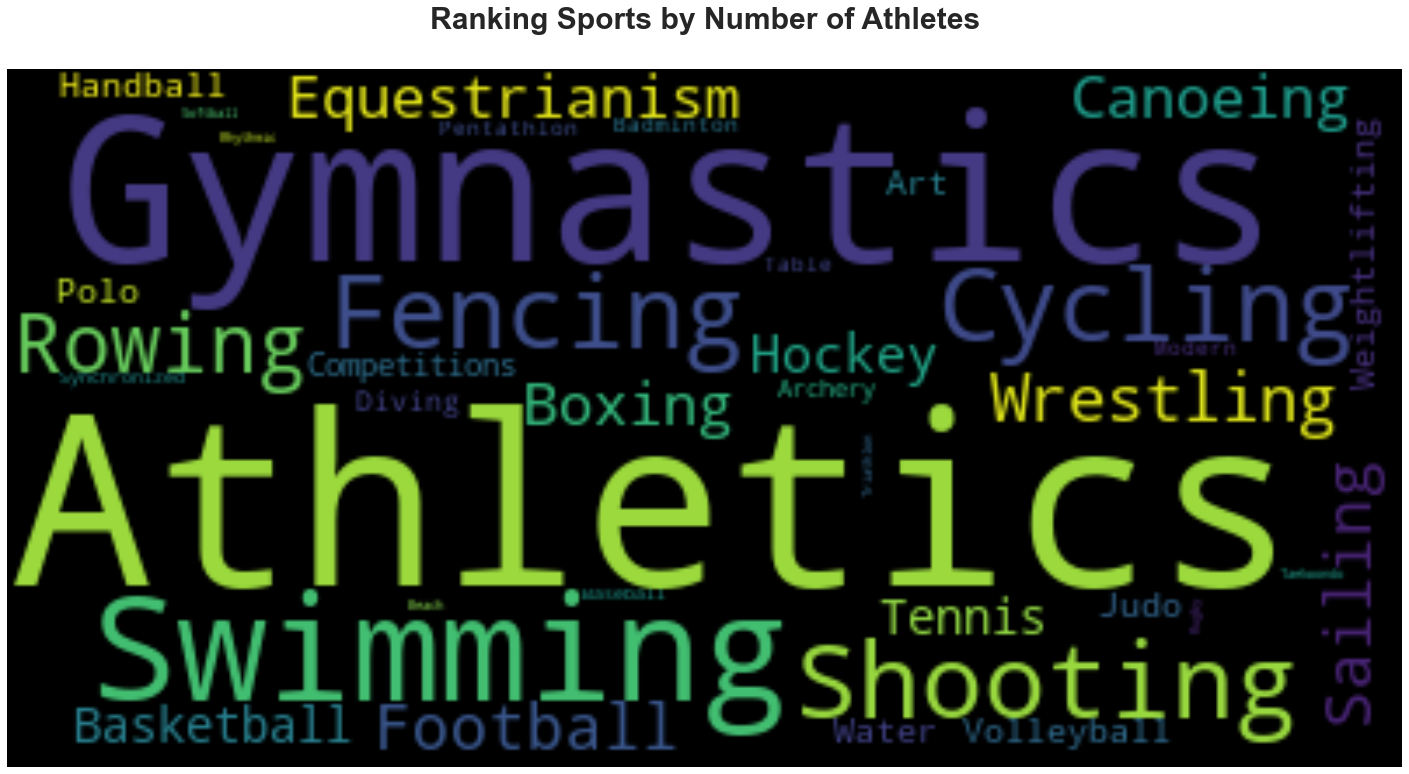 Ranking Sports by Number of Athletes
Handball
Equestrianism
Canoeing
Softball
Rhythmic
Pentathlon
Badminton
Gymnastics
Art
Weightlifting
Table
Polo
Fencing
Cycling
Rowing
Competitions
Hockey
Modern
Synchronized
Diving
Boxing
Archery
Wrestling
Athletics
Triathlon
Sailing
Taekwondo
Swimming
Beach
Baseball
Tennis
Judo
Rugby
Shooting
Basketball
Football
Water
Volleyball